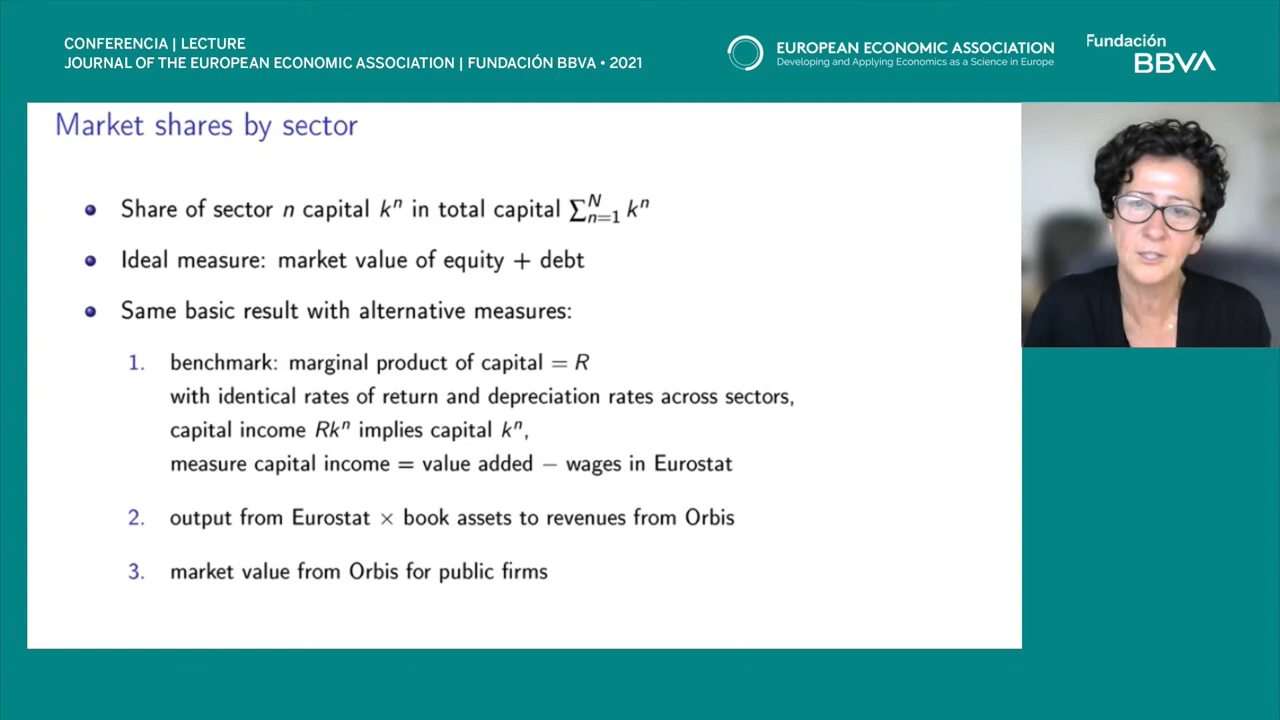 CONFERENCIA | LECTURE
JOURNAL OF THE EUROPEAN ECONOMIC ASSOCIATION | FUNDACIÓN BBVA • 2021
EUROPEAN ECONOMIC ASSOCIATION
Developing and Applying Economics as a Science in Europe
Fundación
BBVA
Market shares by sector
Share of sector n capital kⁿ in total capital ∑ᴺₙ₌₁ kⁿ
Ideal measure: market value of equity + debt
Same basic result with alternative measures:
1. benchmark: marginal product of capital = R
with identical rates of return and depreciation rates across sectors,
capital income Rkⁿ implies capital kⁿ,
measure capital income = value added − wages in Eurostat
2. output from Eurostat × book assets to revenues from Orbis
3. market value from Orbis for public firms